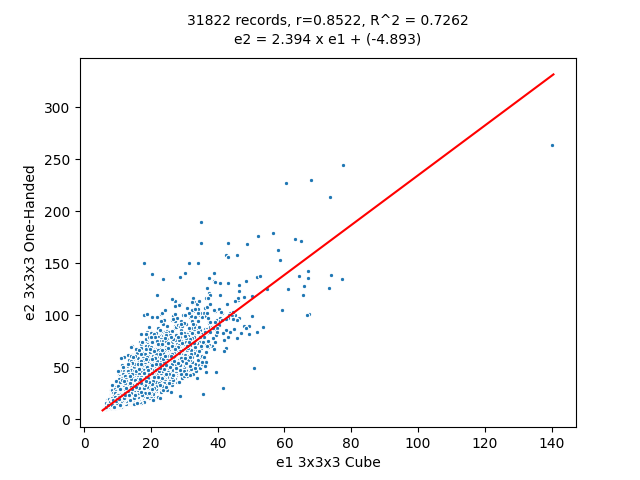 31822 records, r=0.8522, R^2 = 0.7262
e2 = 2.394 x e1 + (-4.893)
e2 3x3x3 One-Handed
300
250
200
150
100
50
0
0 20 40 60 80 100 120 140
e1 3x3x3 Cube